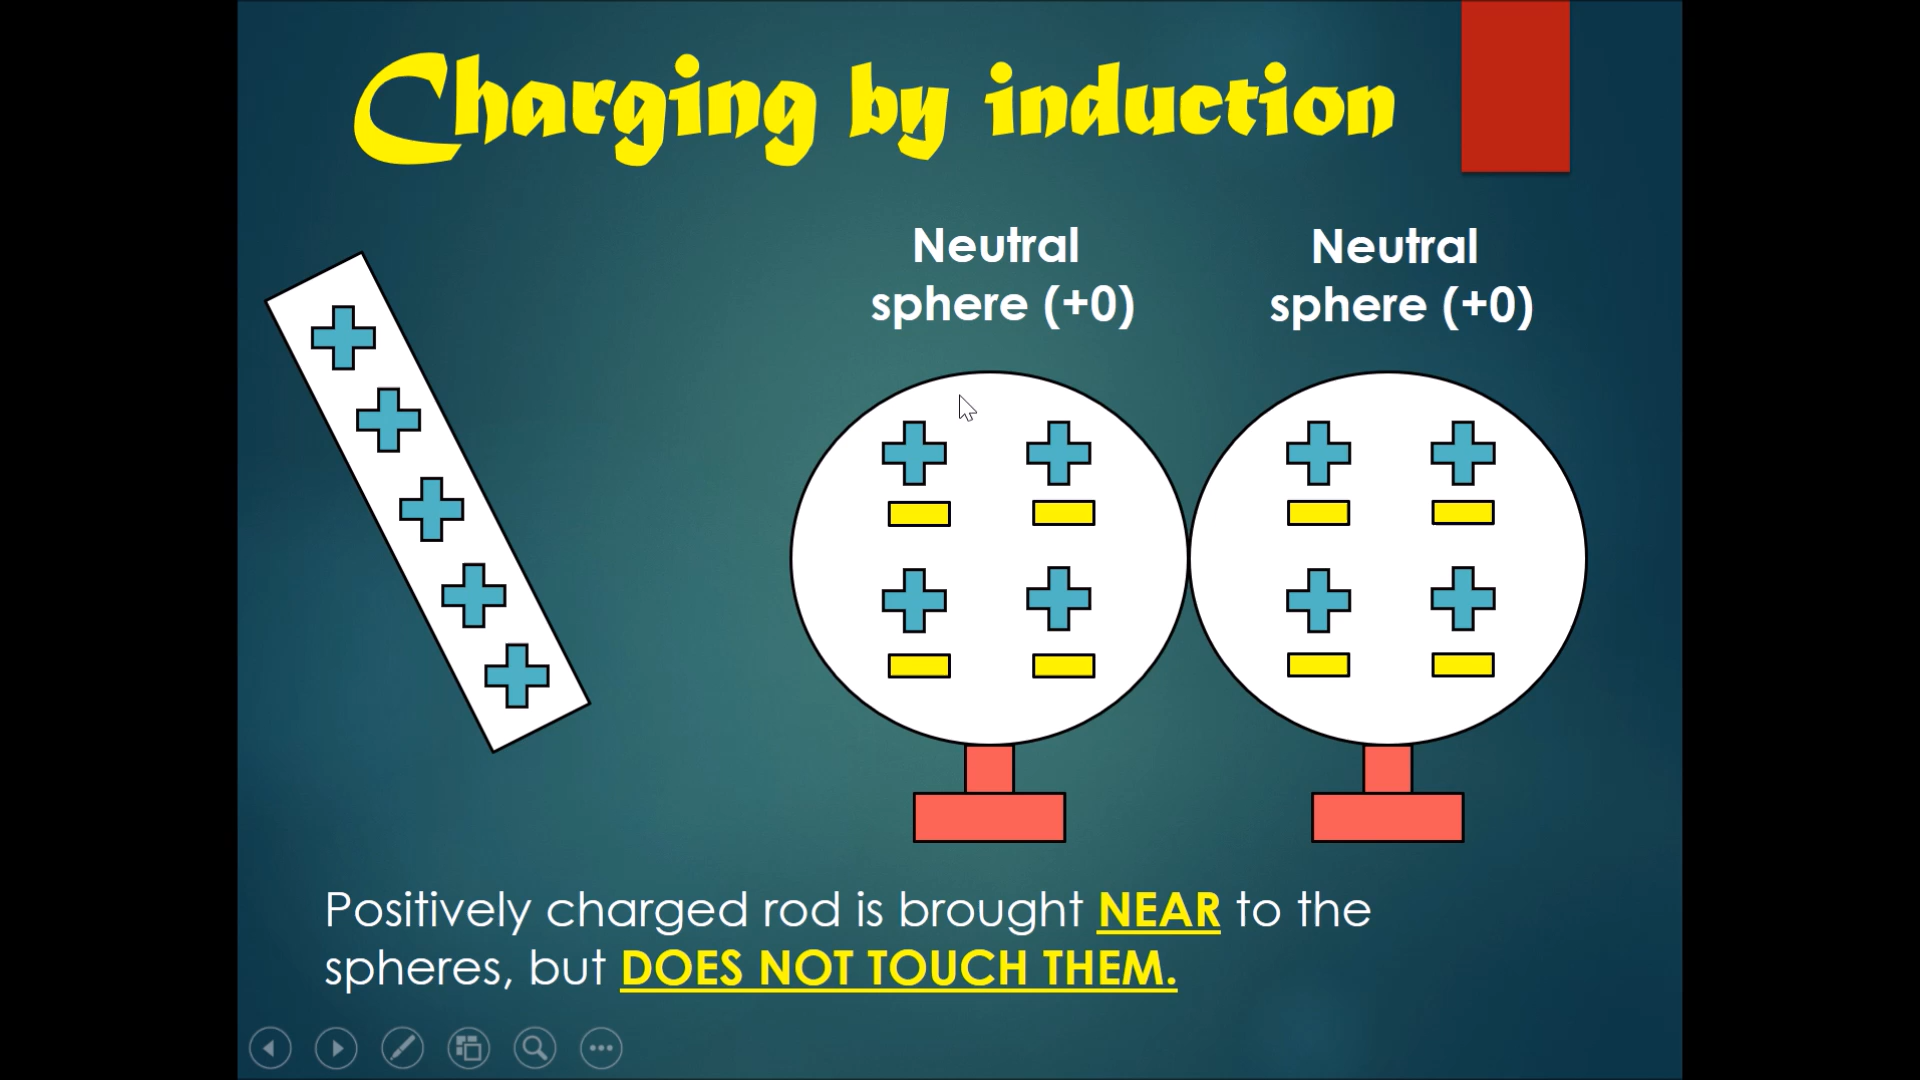 Charging by induction
Neutral
sphere (+0)
Neutral
sphere (+0)
Positively charged rod is brought NEAR to the
spheres, but DOES NOT TOUCH THEM.